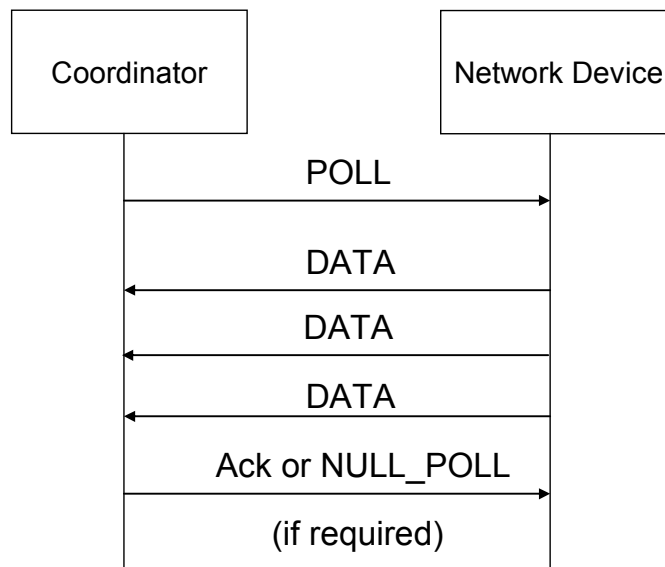 Coordinator
Network Device
POLL
DATA
DATA
DATA
Ack or NULL_POLL
(if required)